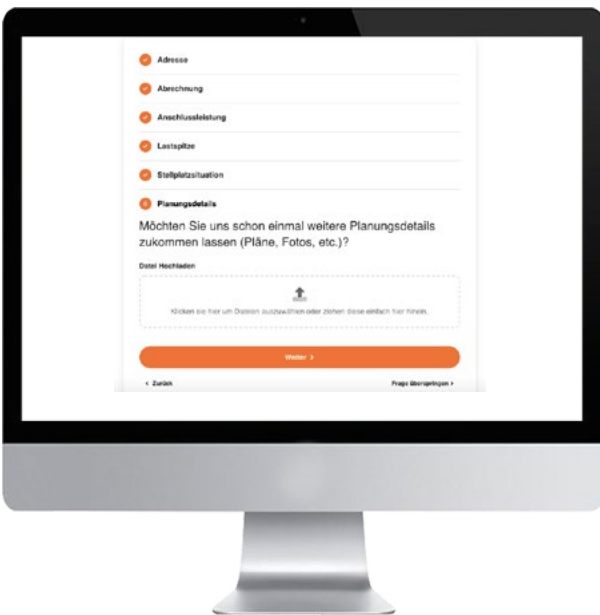 Adresse
Abrechnung
Anschlussleistung
Lastspitze
Stellplatzsituation
6 Planungsdetails
Möchten Sie uns schon einmal weitere Planungsdetails
zukommen lassen (Pläne, Fotos, etc.)?
Datei Hochladen
Klicken sie hier um Dateien auszuwählen oder ziehen diese einfach hier hinein.
Weiter >
< Zurück
Frage überspringen >